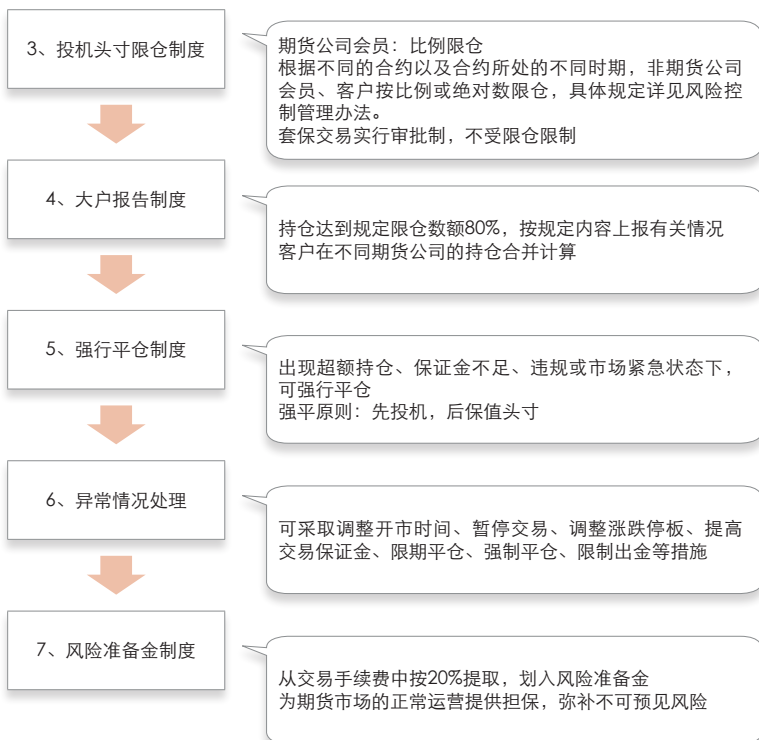 3、投机头寸限仓制度
期货公司会员：比例限仓
根据不同的合约以及合约所处的不同时期，非期货公司
会员、客户按比例或绝对数限仓，具体规定详见风险控
制管理办法。
套保交易实行审批制，不受限仓限制
4、大户报告制度
持仓达到规定限仓数额80%，按规定内容上报有关情况
客户在不同期货公司的持仓合并计算
5、强行平仓制度
出现超额持仓、保证金不足、违规或市场紧急状态下，
可强行平仓
强平原则：先投机，后保值头寸
6、异常情况处理
可采取调整开市时间、暂停交易、调整涨跌停板、提高
交易保证金、限期平仓、强制平仓、限制出金等措施
7、风险准备金制度
从交易手续费中按20%提取，划入风险准备金
为期货市场的正常运营提供担保，弥补不可预见风险